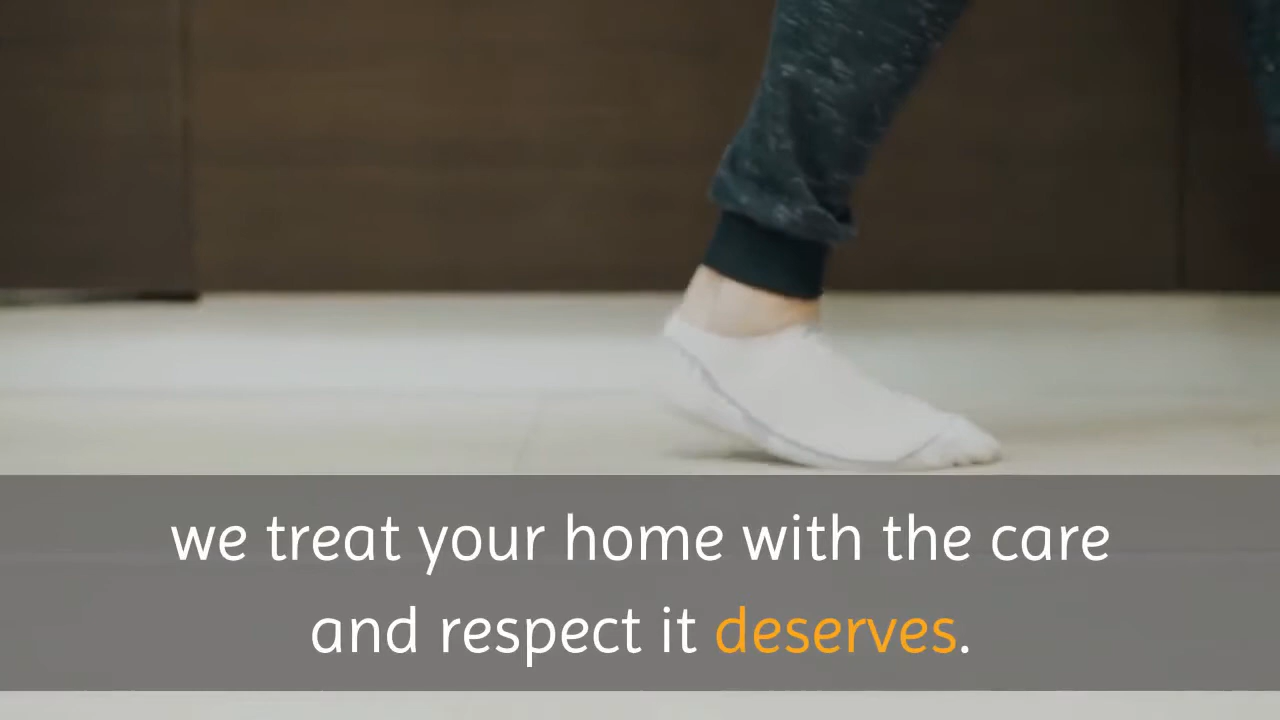 we treat your home with the care
and respect it deserves.